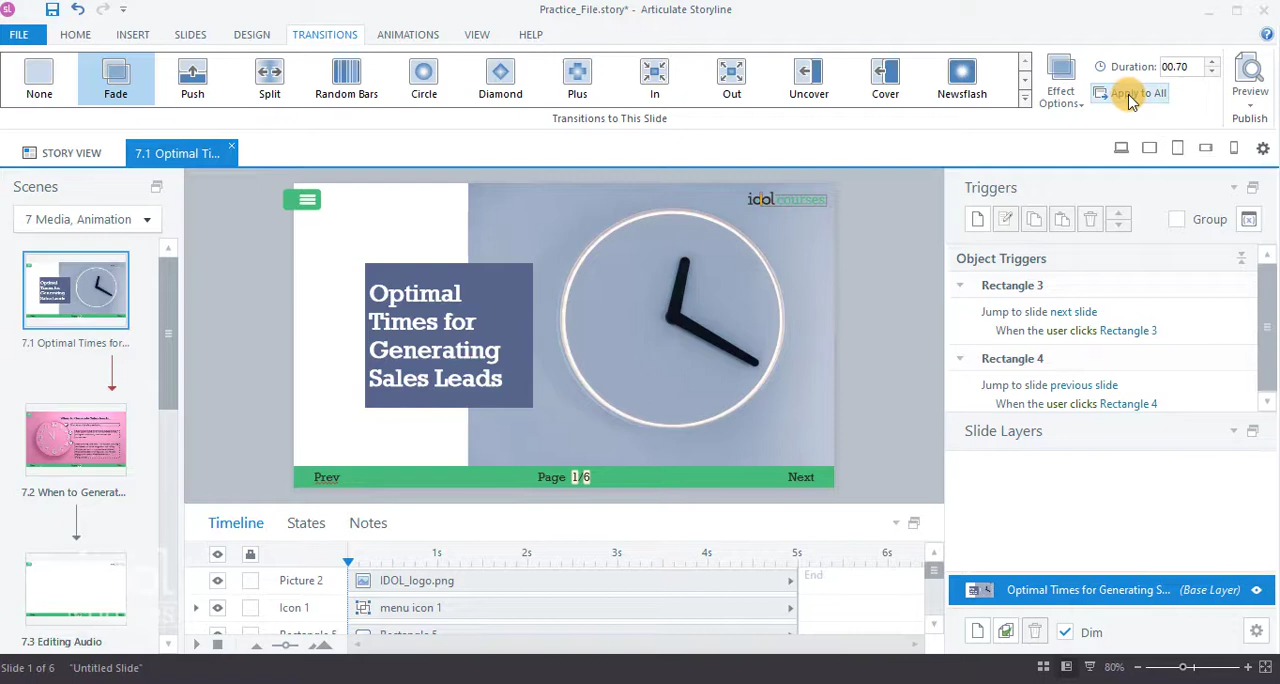 sl
Practice_File.story* - Articulate Storyline
FILE HOME INSERT SLIDES DESIGN TRANSITIONS ANIMATIONS VIEW HELP
None Fade Push Split Random Bars Circle Diamond Plus In Out Uncover Cover Newsflash
Effect Options
Duration: 00.70
Apply to All
Preview
Transitions to This Slide
Publish
STORY VIEW
7.1 Optimal Ti...
Scenes
7 Media, Animation
7.1 Optimal Times for...
7.2 When to Generat...
7.3 Editing Audio
idol courses
Optimal
Times for
Generating
Sales Leads
Prev Page 1/6 Next
Timeline States Notes
1s 2s 3s 4s 5s 6s
Picture 2 IDOL_logo.png End
Icon 1 menu icon 1
Rectangle 5 Rectangle 5
Triggers
Group
Object Triggers
Rectangle 3
Jump to slide next slide
When the user clicks Rectangle 3
Rectangle 4
Jump to slide previous slide
When the user clicks Rectangle 4
Slide Layers
Optimal Times for Generating S... (Base Layer)
Dim
Slide 1 of 6 "Untitled Slide" 80%